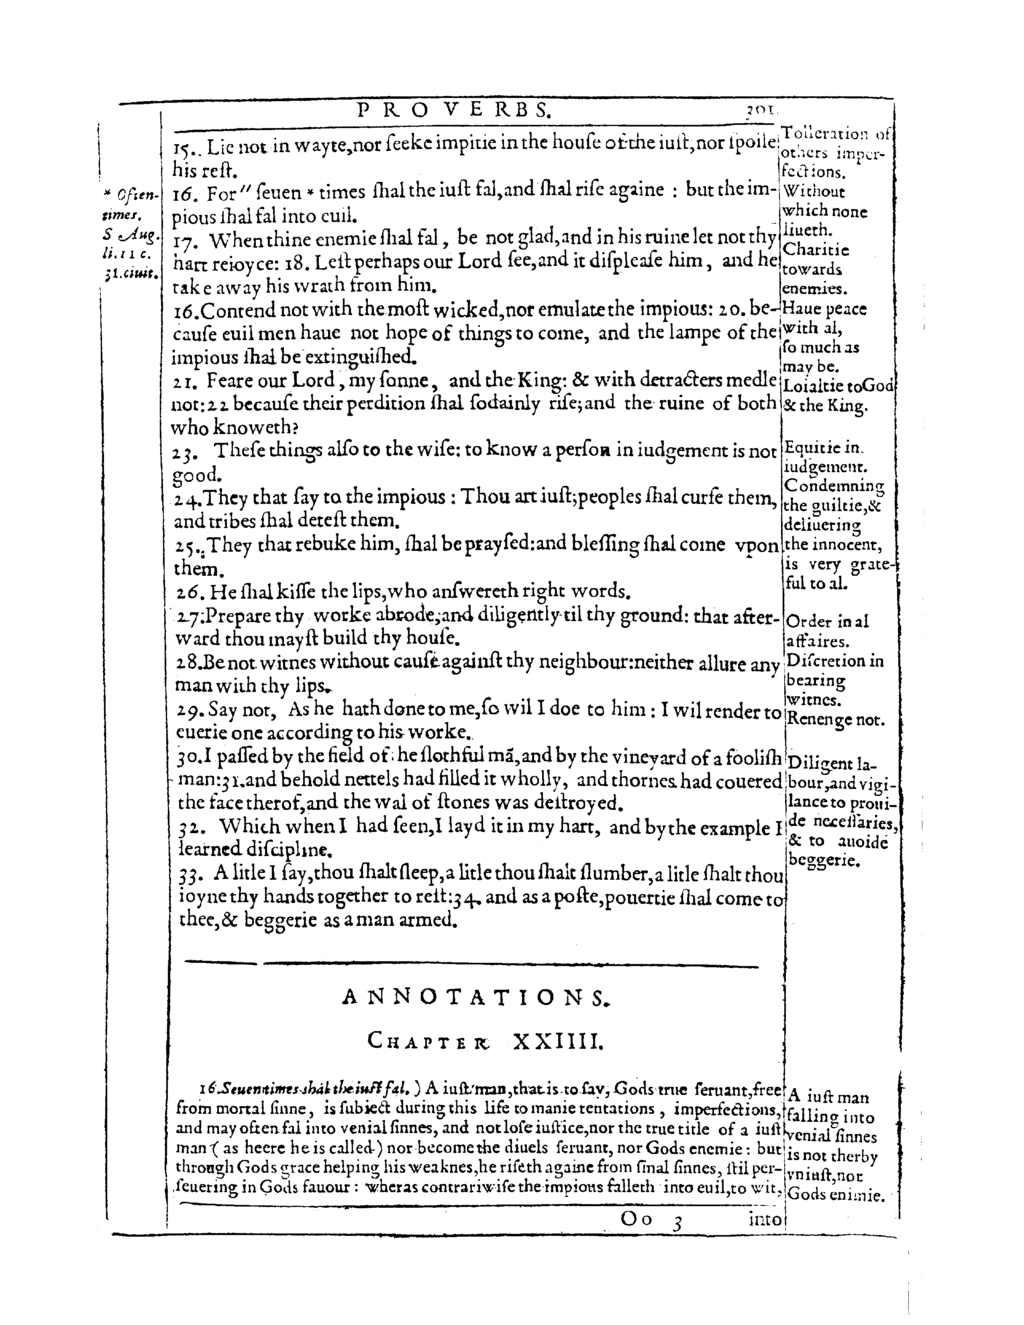 PROVERBS. 301.
15.. Lie not in wayte,nor ſeeke impitie in the houſe of the iuſt,nor ſpoile
his reſt.
16. For" ſeuen * times ſhal the iuſt fal,and ſhal riſe againe : but the im-
pious ſhal fal into euil.
17. When thine enemie ſhal fal , be not glad,and in his ruine let not thy
hart reioyce: 18. Leſt perhaps our Lord ſee,and it diſpleaſe him , and he
take away his wrath from him.
16.Contend not with the moſt wicked,nor emulate the impious: 20. be-
cauſe euil men haue not hope of things to come, and the lampe of the
impious ſhal be extinguiſhed.
21. Feare our Lord , my ſonne , and the King: & with detracters medle
not:22 becauſe their perdition ſhal ſodainly riſe;and the ruine of both
who knoweth?
23. Theſe things alſo to the wiſe: to know a perſon in iudgement is not
good.
24.They that ſay to the impious : Thou art iuſt;peoples ſhal curſe them,
and tribes ſhal deteſt them.
25..They that rebuke him, ſhal be prayſed:and bleſſing ſhal come vpon
them.
26. He ſhal kiſſe the lips,who anſwereth right words.
27:Prepare thy worke abrode,and diligently til thy ground: that after-
ward thou mayſt build thy houſe.
28.Be not witnes without cauſe againſt thy neighbour:neither allure any
man with thy lips.
29. Say not, As he hath done to me,ſo wil I doe to him : I wil render to
euerie one according to his worke.
30.I paſſed by the field of the ſlothful mā,and by the vineyard of a fooliſh
man:31.and behold nettels had filled it wholly, and thornes had couered
the face therof,and the wal of ſtones was deſtroyed.
32. Which when I had ſeen,I layd it in my hart, and by the example I
learned diſcipline.
33. A litle I ſay,thou ſhalt ſleep,a litle thou ſhalt ſlumber,a litle ſhalt thou
ioyne thy hands together to reſt:34. and as a poſte,pouertie ſhal come to
thee,& beggerie as a man armed.
* Often-
times.
S Aug.
li. 11 c.
31.ciuit.
Tolleration of
others imper-
fections.
Without
which none
liueth.
Charitie
towards
enemies.
Haue peace
with al,
ſo much as
may be.
Loialtie to God
& the King.
Equitie in
iudgement.
Condemning
the guiltie,&
deliuering
the innocent,
is very grate-
ful to al.
Order in al
affaires.
Diſcretion in
bearing
witnes.
Reuenge not.
Diligent la-
bour,and vigi-
lance to proui-
de neceſſaries,
& to auoide
beggerie.
ANNOTATIONS.
CHAPTER XXIIII.
16.Seuen times ſhal the iuſt fal. ) A iuſt man,that is to ſay, Gods true ſeruant,free
from mortal ſinne , is ſubiect during this life to manie tentations , imperfections,
and may often fal into venial ſinnes, and not loſe iuſtice,nor the true title of a iuſt
man ( as heere he is called ) nor become the diuels ſeruant, nor Gods enemie : but
through Gods grace helping his weaknes,he riſeth againe from ſmal ſinnes, ſtil per-
ſeuering in Gods fauour : wheras contrariwiſe the impious falleth into euil,to wit,
A iuſt man
falling into
venial ſinnes
is not therby
vniuſt,nor
Gods enimie.
Oo 3 into